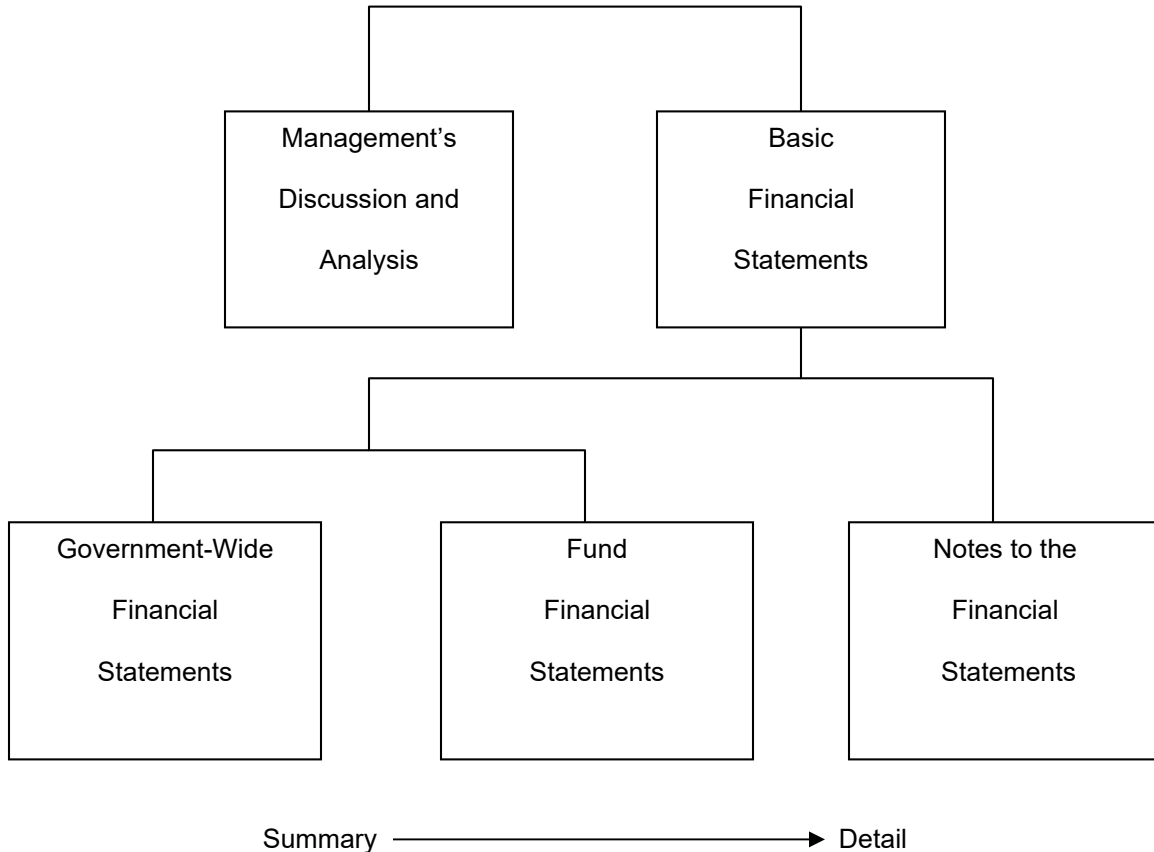 Management’s
Discussion and
Analysis
Basic
Financial
Statements
Government-Wide
Financial
Statements
Fund
Financial
Statements
Notes to the
Financial
Statements
Summary
Detail